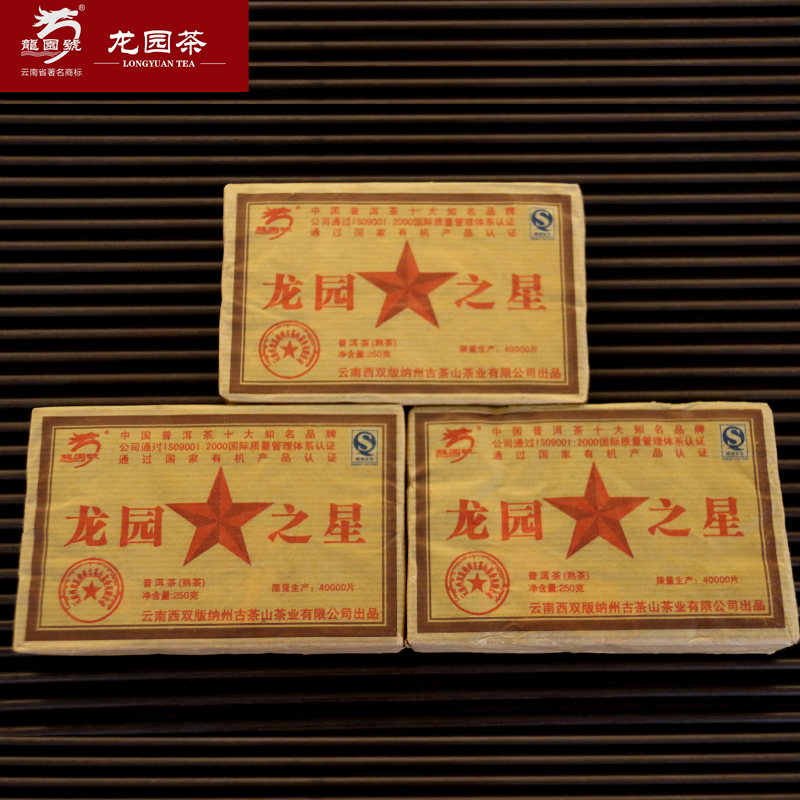 龍園號®
云南省著名商标
龙园茶
LONGYUAN TEA
龍園號
中国普洱茶十大知名品牌
公司通过ISO9001:2000国际质量管理体系认证
通过国家有机产品认证
龙园之星
普洱茶(熟茶)
净含量:250克
限量生产：40000片
云南西双版纳州古茶山茶业有限公司出品
龍園號
中国普洱茶十大知名品牌
公司通过ISO9001:2000国际质量管理体系认证
通过国家有机产品认证
龙园之星
普洱茶(熟茶)
净含量:250克
限量生产：40000片
云南西双版纳州古茶山茶业有限公司出品
龍園號
中国普洱茶十大知名品牌
公司通过ISO9001:2000国际质量管理体系认证
通过国家有机产品认证
龙园之星
普洱茶(熟茶)
净含量:250克
限量生产：40000片
云南西双版纳州古茶山茶业有限公司出品